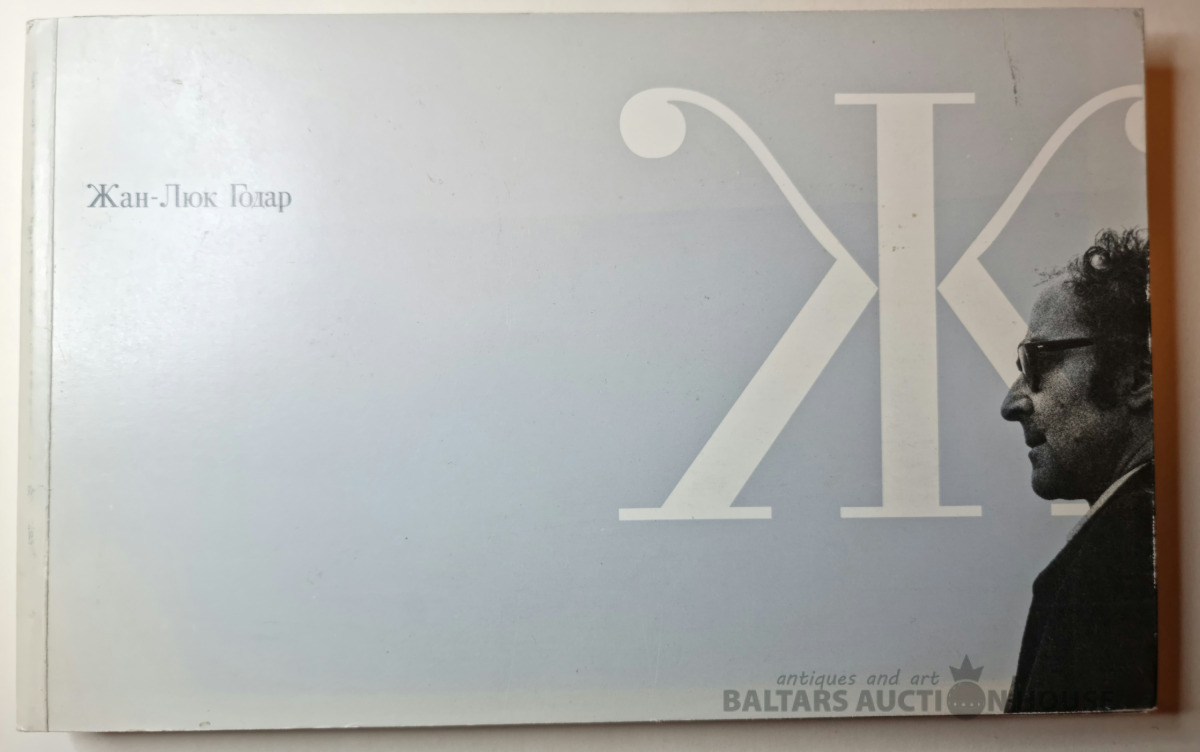 Жан-Люк Годар
Ж
antiques and art
BALTARS AUCTION HOUSE